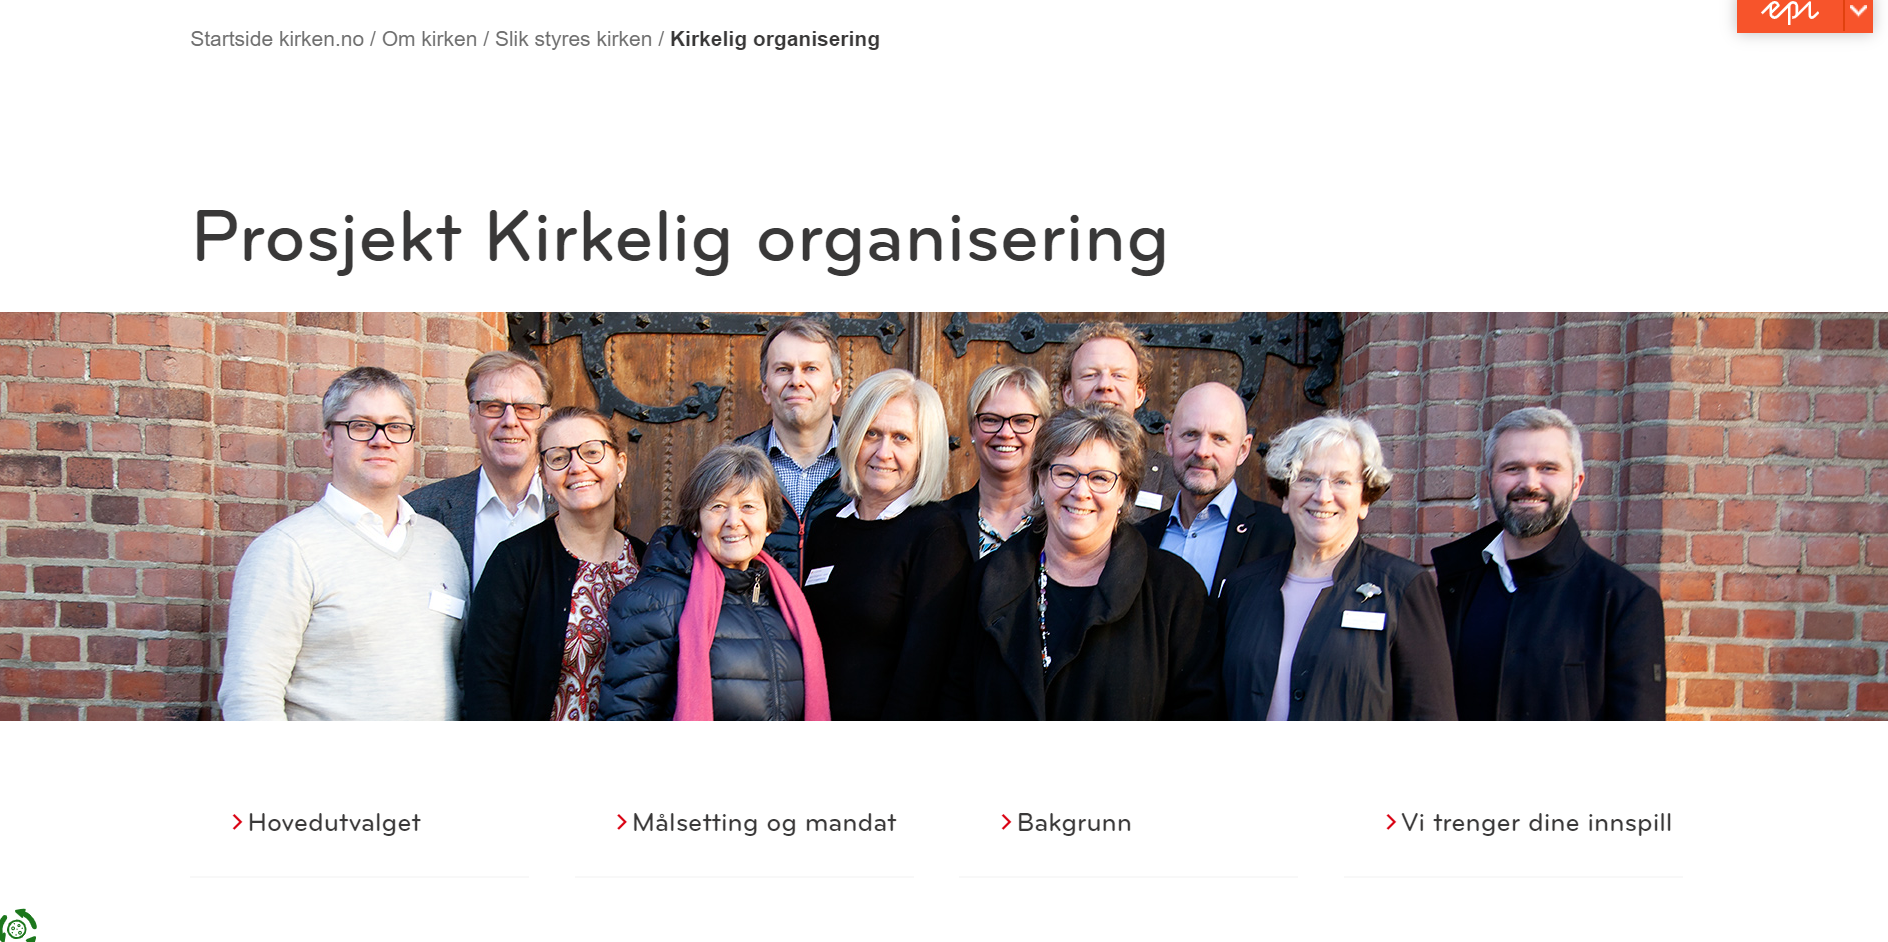 epi
Startside kirken.no / Om kirken / Slik styres kirken / Kirkelig organisering
Prosjekt Kirkelig organisering
Hovedutvalget
Målsetting og mandat
Bakgrunn
Vi trenger dine innspill